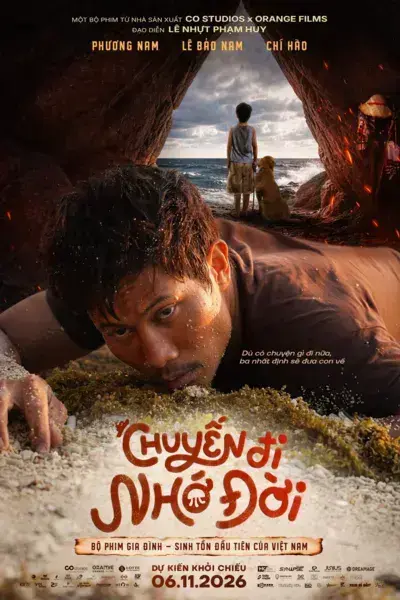 MỘT BỘ PHIM TỪ NHÀ SẢN XUẤT CO STUDIOS x ORANGE FILMS
ĐẠO DIỄN LÊ NHỰT PHẠM HUY
PHƯƠNG NAM LÊ BẢO NAM CHÍ HÀO
Dù có chuyện gì đi nữa,
ba nhất định sẽ đưa con về
CHUYẾN đi
NHỚ ĐỜI
BỘ PHIM GIA ĐÌNH – SINH TỒN ĐẦU TIÊN CỦA VIỆT NAM
DỰ KIẾN KHỞI CHIẾU
06.11.2026